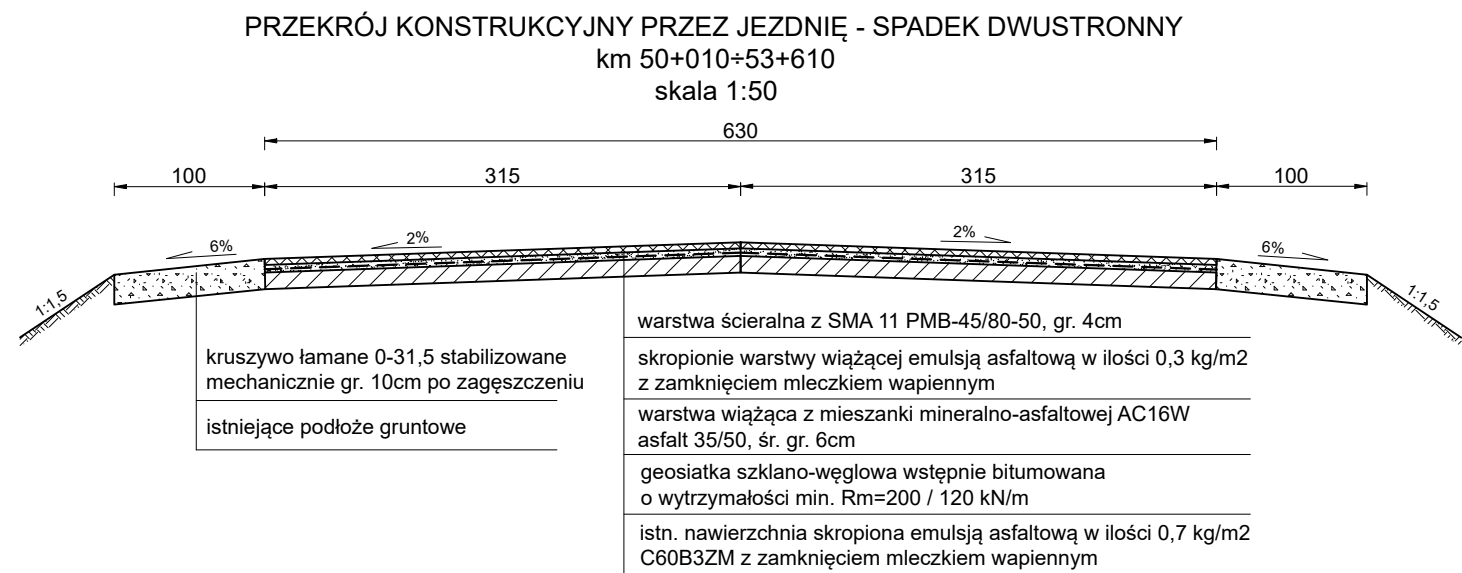 PRZEKRÓJ KONSTRUKCYJNY PRZEZ JEZDNIĘ - SPADEK DWUSTRONNY
km 50+010÷53+610
skala 1:50
630
100
315
315
100
6%
2%
2%
6%
1:1,5
1:1,5
kruszywo łamane 0-31,5 stabilizowane
mechanicznie gr. 10cm po zagęszczeniu
istniejące podłoże gruntowe
warstwa ścieralna z SMA 11 PMB-45/80-50, gr. 4cm
skropionie warstwy wiążącej emulsją asfaltową w ilości 0,3 kg/m2
z zamknięciem mleczkiem wapiennym
warstwa wiążąca z mieszanki mineralno-asfaltowej AC16W
asfalt 35/50, śr. gr. 6cm
geosiatka szklano-węglowa wstępnie bitumowana
o wytrzymałości min. Rm=200 / 120 kN/m
istn. nawierzchnia skropiona emulsją asfaltową w ilości 0,7 kg/m2
C60B3ZM z zamknięciem mleczkiem wapiennym